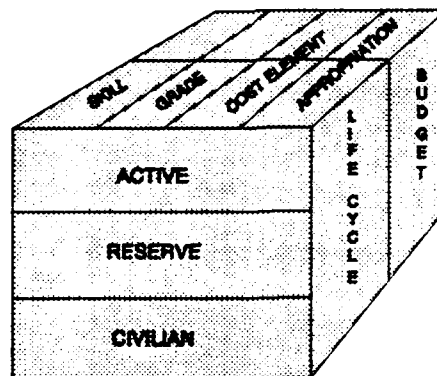 SKILL
GRADE
COST ELEMENT
APPROPRIATION
ACTIVE
RESERVE
CIVILIAN
LIFE CYCLE
BUDGET